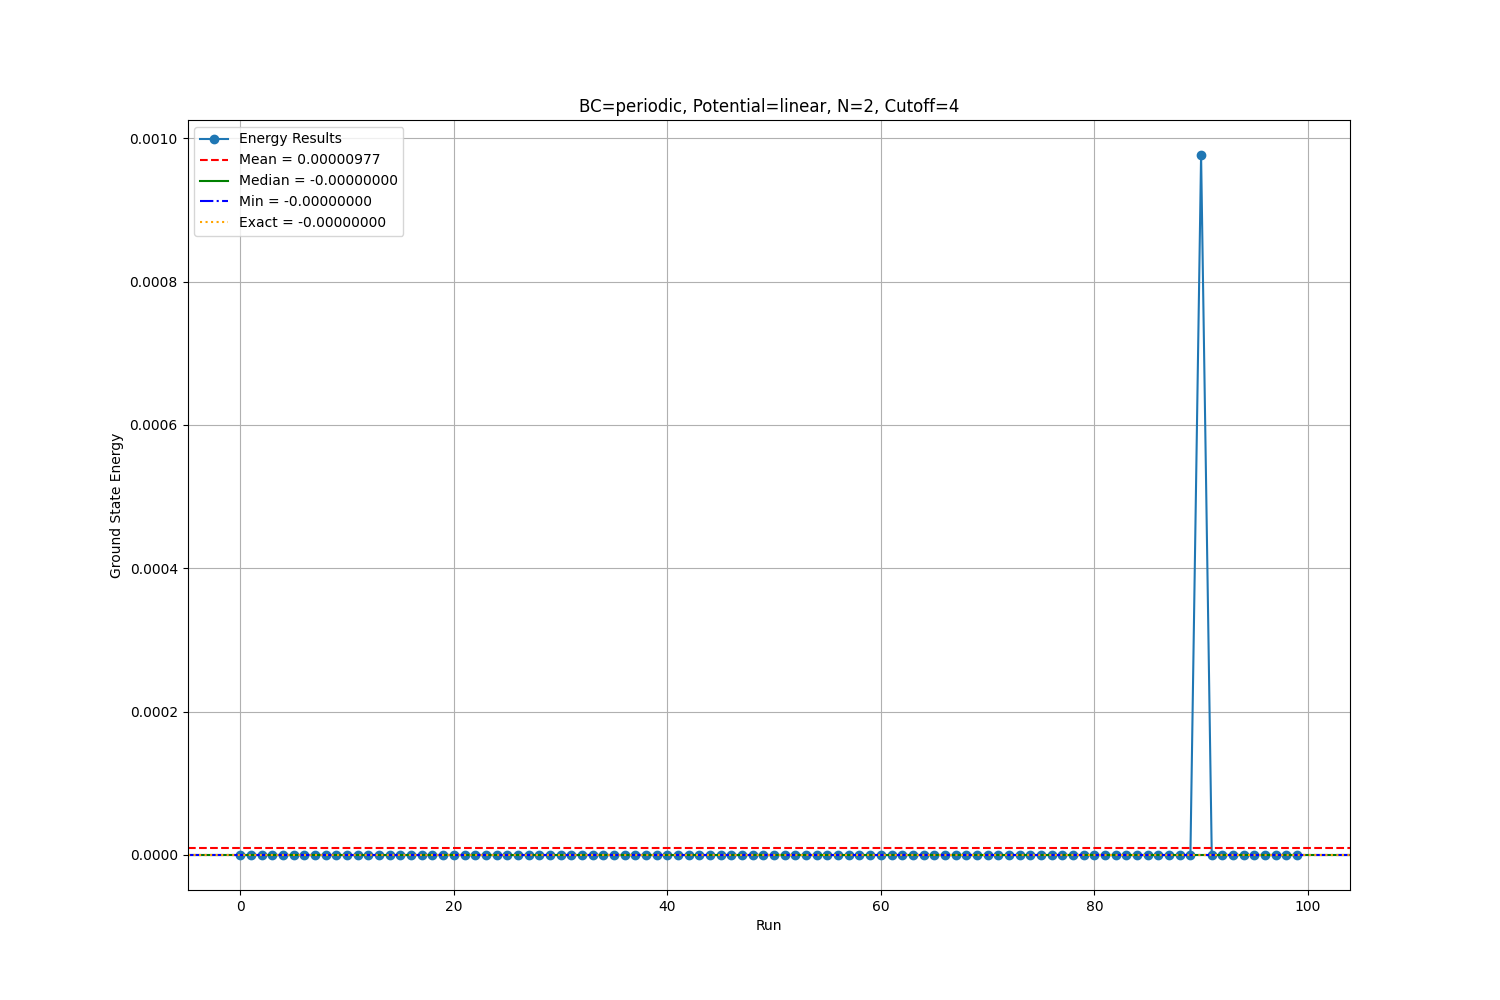 BC=periodic, Potential=linear, N=2, Cutoff=4
Energy Results
Mean = 0.00000977
Median = -0.00000000
Min = -0.00000000
Exact = -0.00000000
0.0010
0.0008
0.0006
0.0004
0.0002
0.0000
Ground State Energy
0 20 40 60 80 100
Run